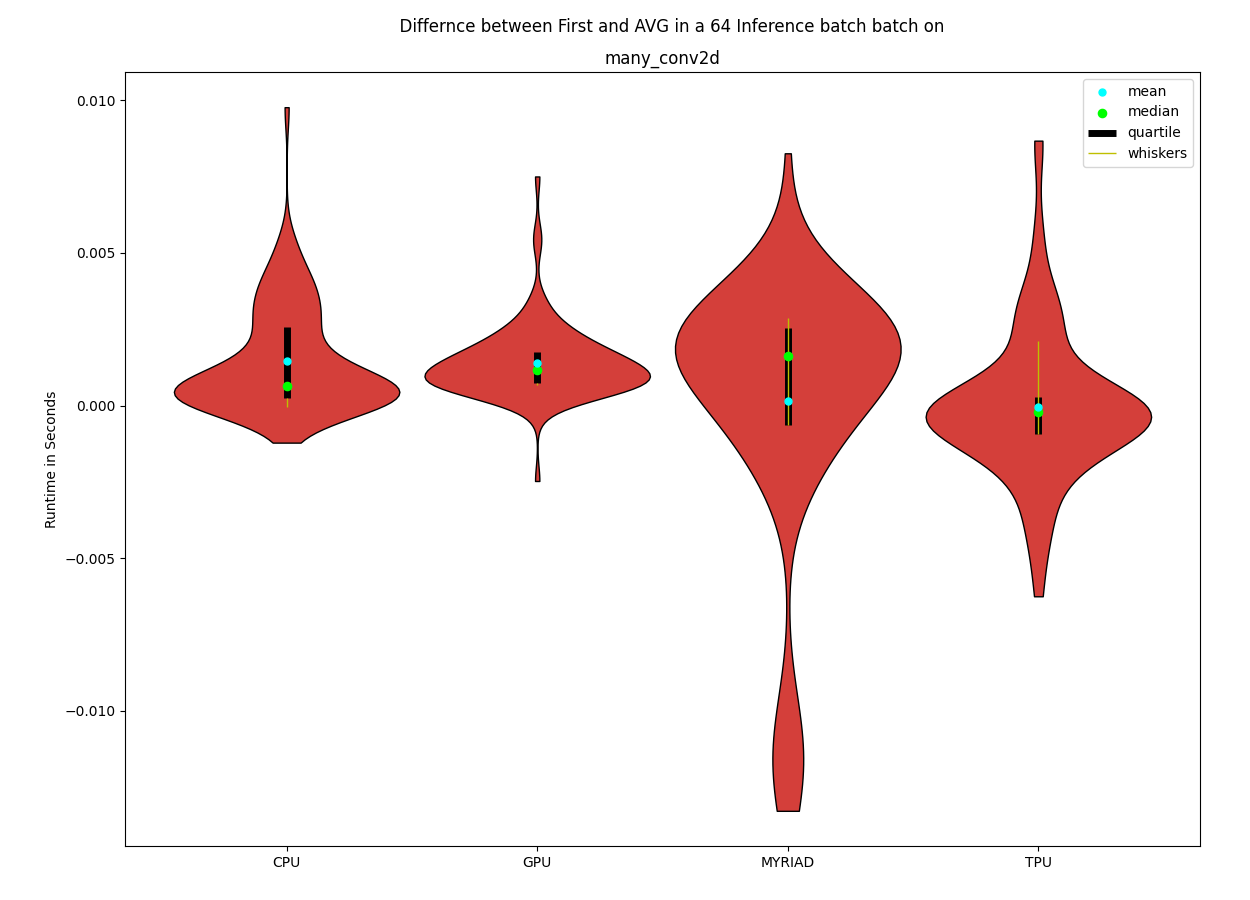 Differnce between First and AVG in a 64 Inference batch batch on
many_conv2d
mean
median
quartile
whiskers
0.010
0.005
0.000
−0.005
−0.010
Runtime in Seconds
CPU GPU MYRIAD TPU